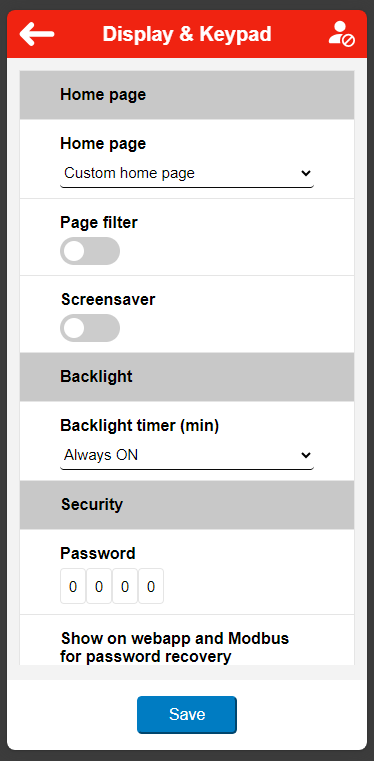 Display & Keypad
Home page
Home page
Custom home page
Page filter
Screensaver
Backlight
Backlight timer (min)
Always ON
Security
Password
0 0 0 0
Show on webapp and Modbus
for password recovery
Save